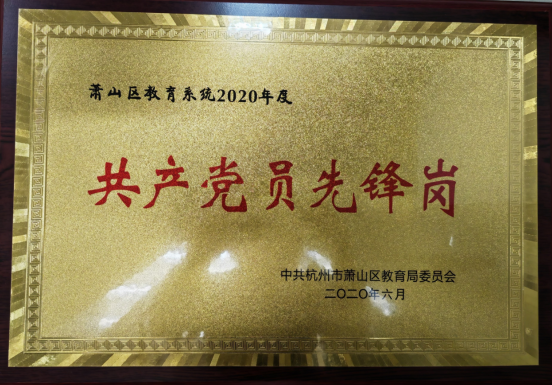 萧山区教育系统2020年度
共产党员先锋岗
中共杭州市萧山区教育局委员会
二〇二〇年六月